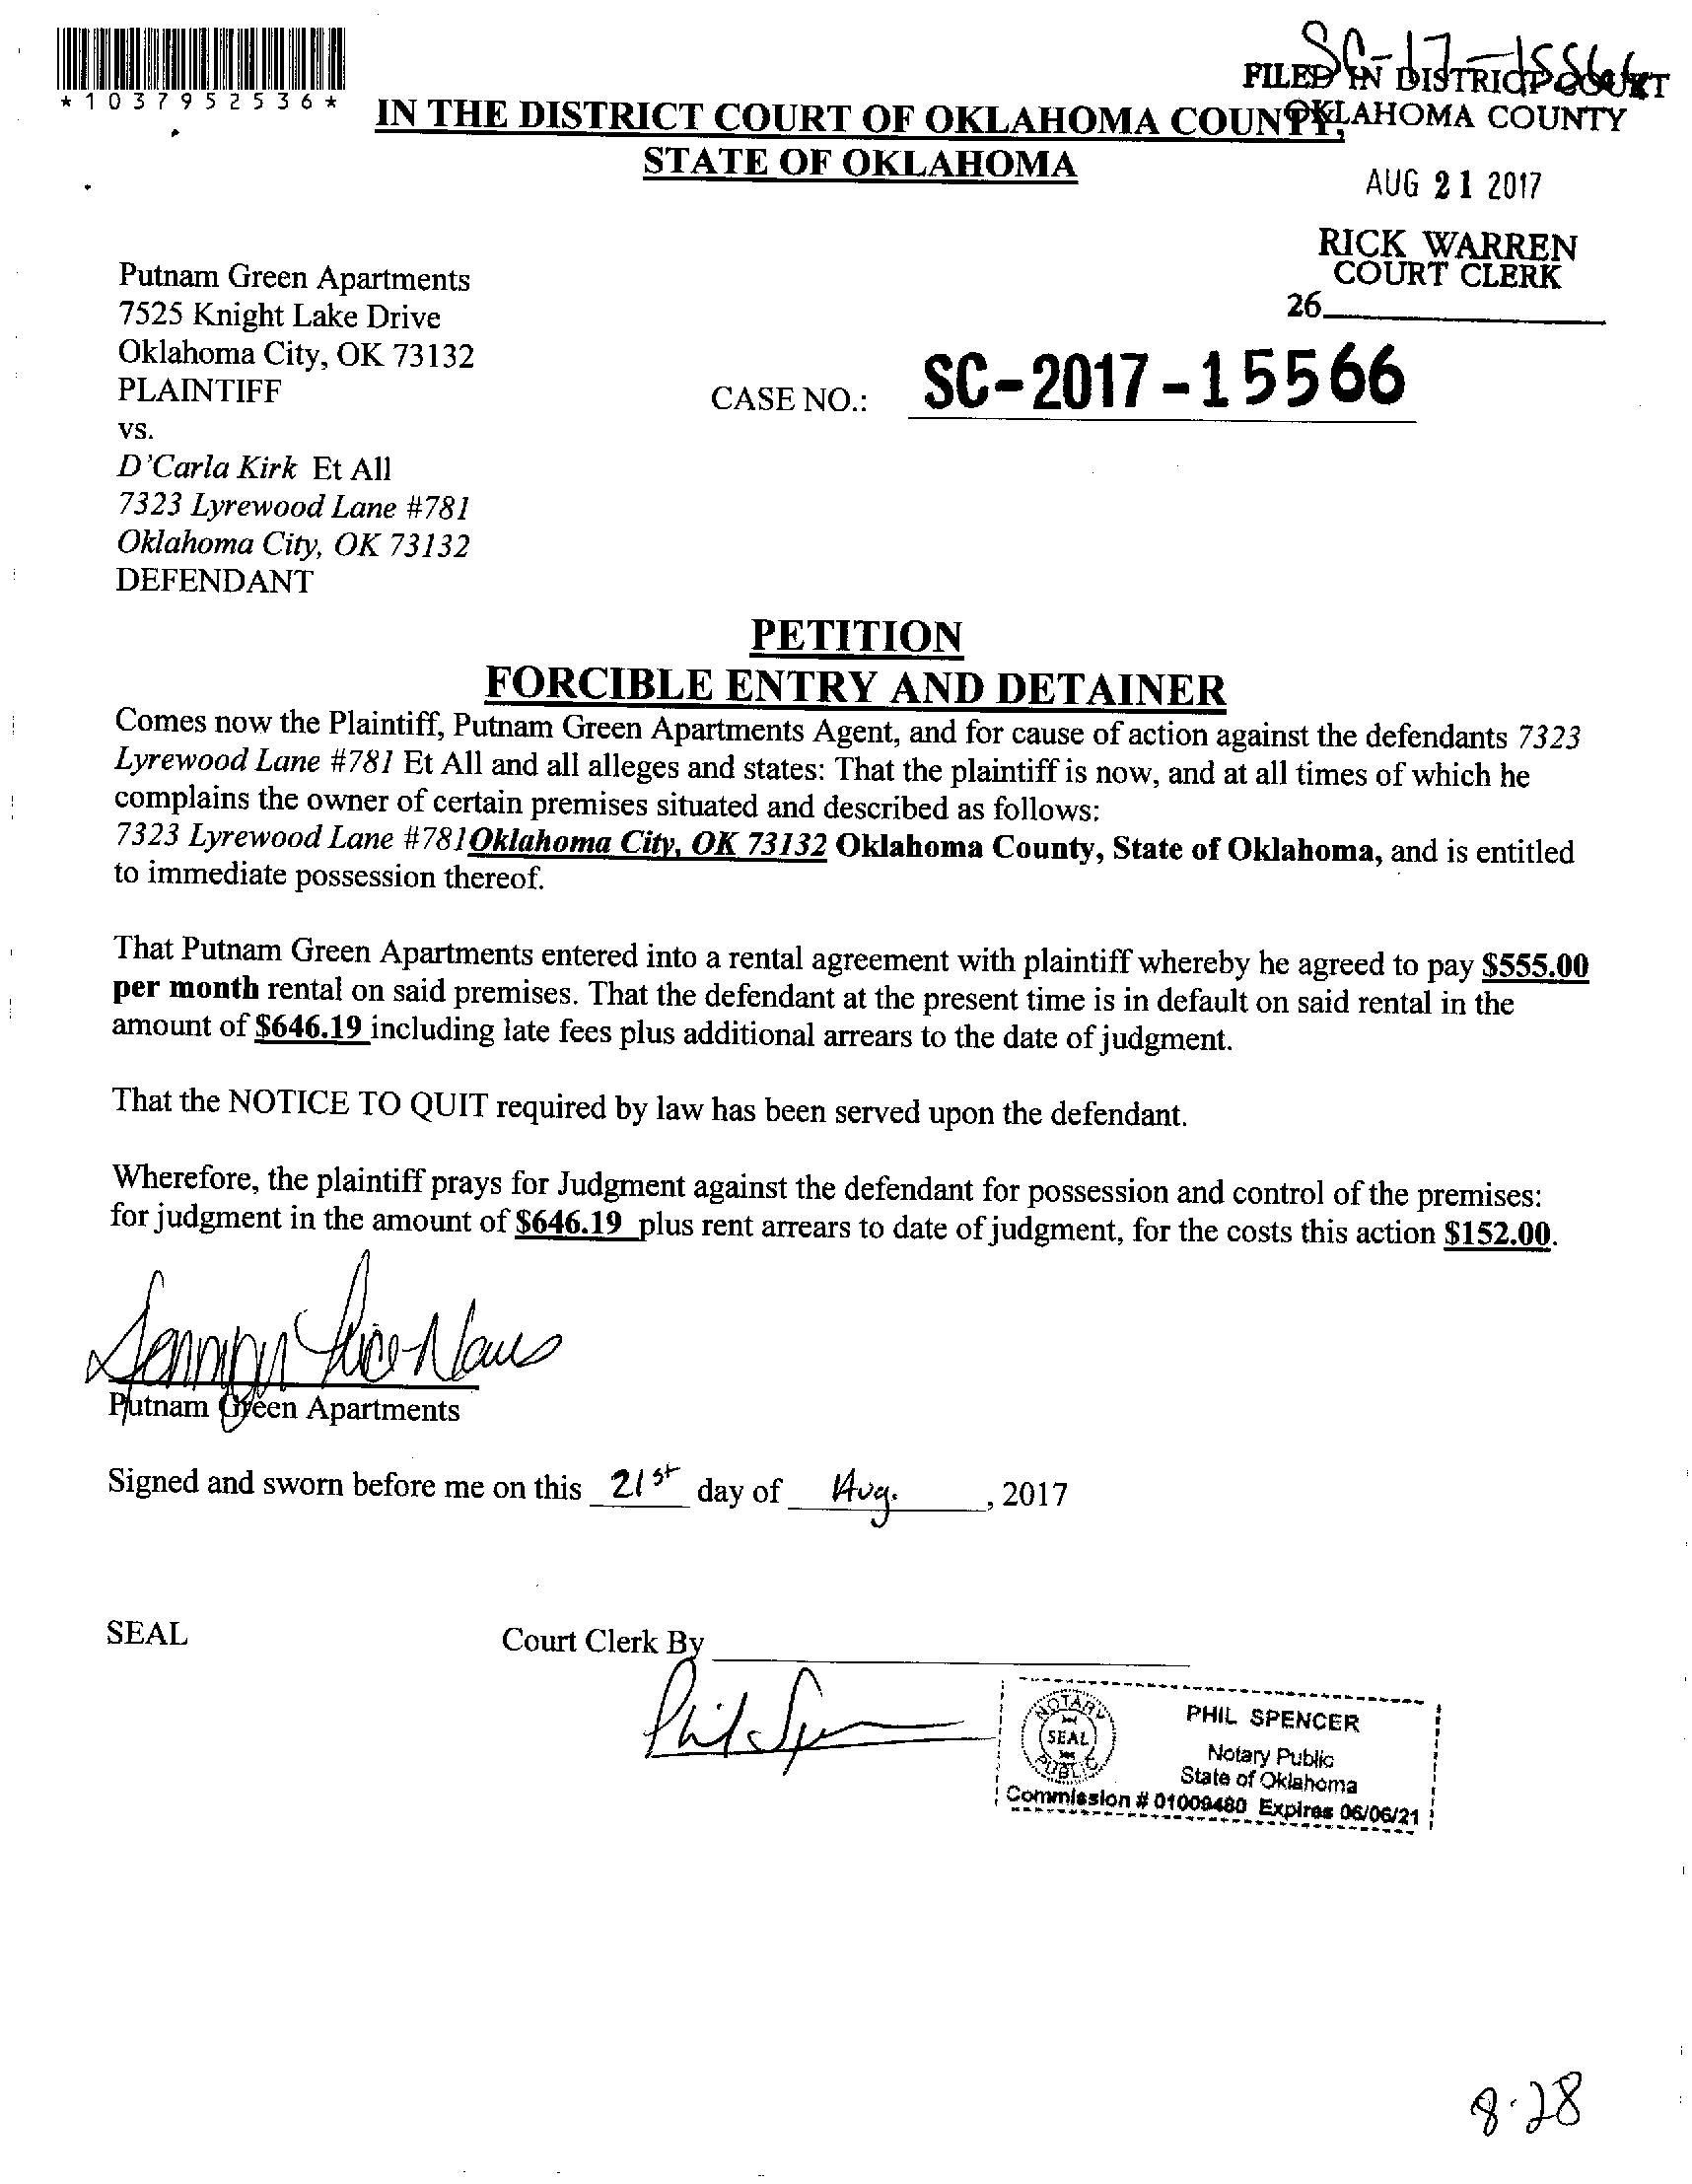 SC-17-15566
FILED IN DISTRICT COURT
OKLAHOMA COUNTY
*1037952536*
IN THE DISTRICT COURT OF OKLAHOMA COUNTY,
STATE OF OKLAHOMA
AUG 21 2017
RICK WARREN
COURT CLERK
26
Putnam Green Apartments
7525 Knight Lake Drive
Oklahoma City, OK 73132
PLAINTIFF
CASE NO.: SC-2017-15566
vs.
D'Carla Kirk Et All
7323 Lyrewood Lane #781
Oklahoma City, OK 73132
DEFENDANT
PETITION
FORCIBLE ENTRY AND DETAINER
Comes now the Plaintiff, Putnam Green Apartments Agent, and for cause of action against the defendants 7323
Lyrewood Lane #781 Et All and all alleges and states: That the plaintiff is now, and at all times of which he
complains the owner of certain premises situated and described as follows:
7323 Lyrewood Lane #781Oklahoma City, OK 73132 Oklahoma County, State of Oklahoma, and is entitled
to immediate possession thereof.
That Putnam Green Apartments entered into a rental agreement with plaintiff whereby he agreed to pay $555.00
per month rental on said premises. That the defendant at the present time is in default on said rental in the
amount of $646.19 including late fees plus additional arrears to the date of judgment.
That the NOTICE TO QUIT required by law has been served upon the defendant.
Wherefore, the plaintiff prays for Judgment against the defendant for possession and control of the premises:
for judgment in the amount of $646.19 plus rent arrears to date of judgment, for the costs this action $152.00.
Putnam Green Apartments
Signed and sworn before me on this 21st day of Aug. , 2017
SEAL
Court Clerk By
Phil Spencer
NOTARY
SEAL
PUBLIC
PHIL SPENCER
Notary Public
State of Oklahoma
Commission # 01009480 Expires 06/06/21
8-28